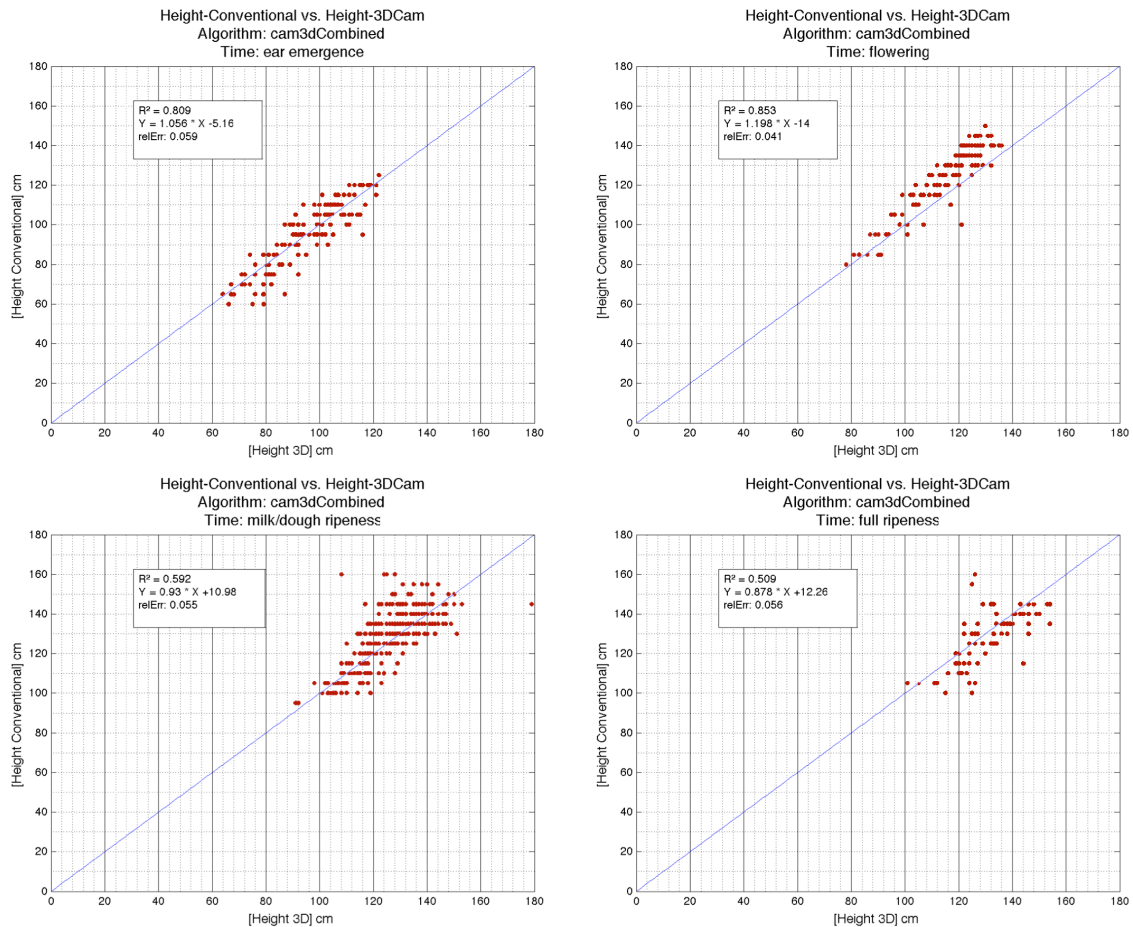 Height-Conventional vs. Height-3DCam
Algorithm: cam3dCombined
Time: ear emergence
180
160
140
120
100
80
60
40
20
0
[Height Conventional] cm
R² = 0.809
Y = 1.056 * X -5.16
relErr: 0.059
0 20 40 60 80 100 120 140 160 180
[Height 3D] cm
Height-Conventional vs. Height-3DCam
Algorithm: cam3dCombined
Time: flowering
180
160
140
120
100
80
60
40
20
0
[Height Conventional] cm
R² = 0.853
Y = 1.198 * X -14
relErr: 0.041
0 20 40 60 80 100 120 140 160 180
[Height 3D] cm
Height-Conventional vs. Height-3DCam
Algorithm: cam3dCombined
Time: milk/dough ripeness
180
160
140
120
100
80
60
40
20
0
[Height Conventional] cm
R² = 0.592
Y = 0.93 * X +10.98
relErr: 0.055
0 20 40 60 80 100 120 140 160 180
[Height 3D] cm
Height-Conventional vs. Height-3DCam
Algorithm: cam3dCombined
Time: full ripeness
180
160
140
120
100
80
60
40
20
0
[Height Conventional] cm
R² = 0.509
Y = 0.878 * X +12.26
relErr: 0.056
0 20 40 60 80 100 120 140 160 180
[Height 3D] cm